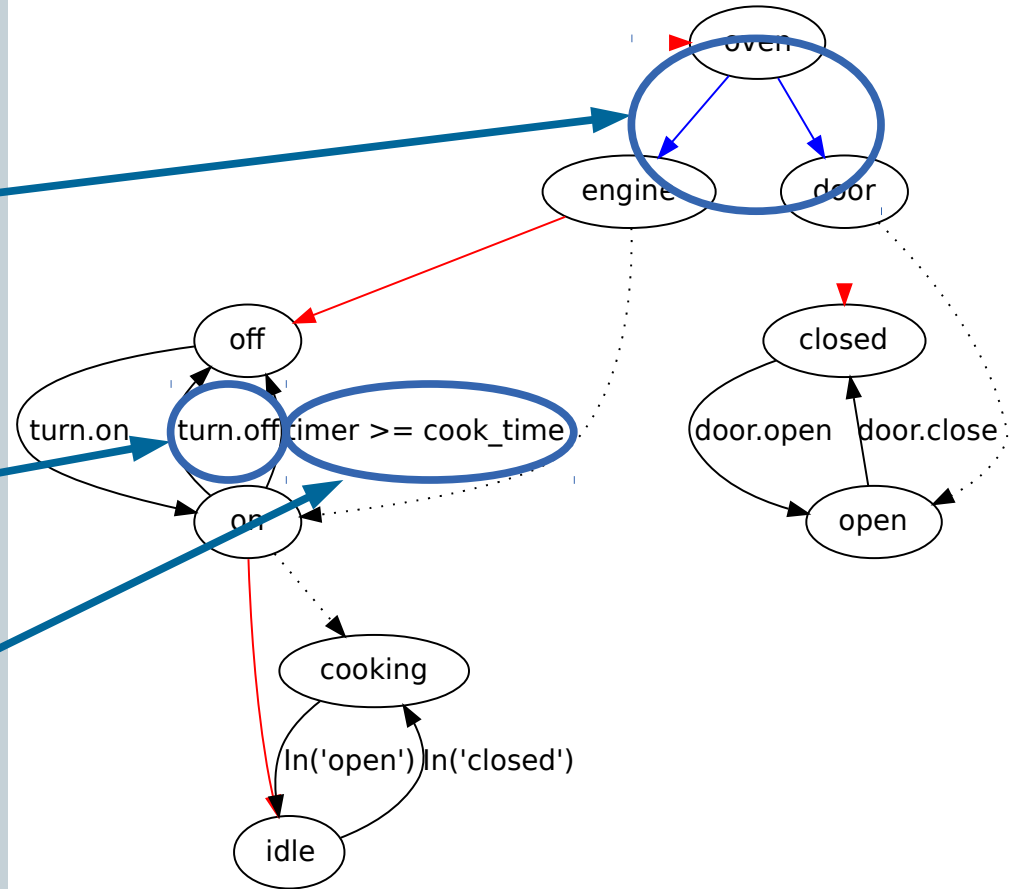 oven
engine
door
off
closed
turn.on
turn.off
timer >= cook_time
door.open
door.close
on
open
cooking
In('open')
In('closed')
idle